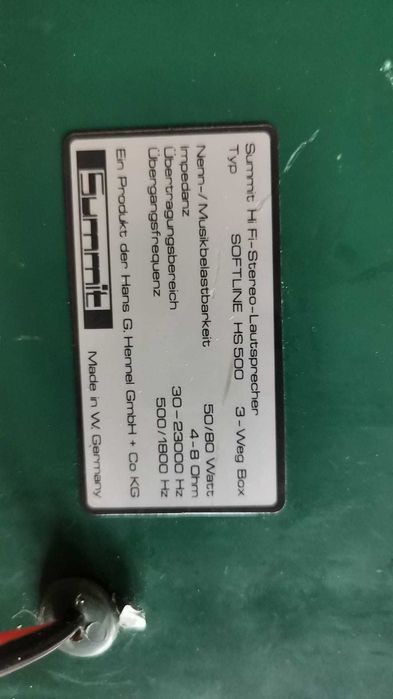 Summit Hi Fi-Stereo-Lautsprecher
Typ SOFTLINE HS500 3-Weg Box
Nenn-/Musikbelastbarkeit 50/80 Watt
Impedanz 4-8 Ohm
Übertragungsbereich 30-23000 Hz
Übergangsfrequenz 500/1800 Hz
Ein Produkt der Hans G. Hennel GmbH + Co KG
Summit Made in W. Germany